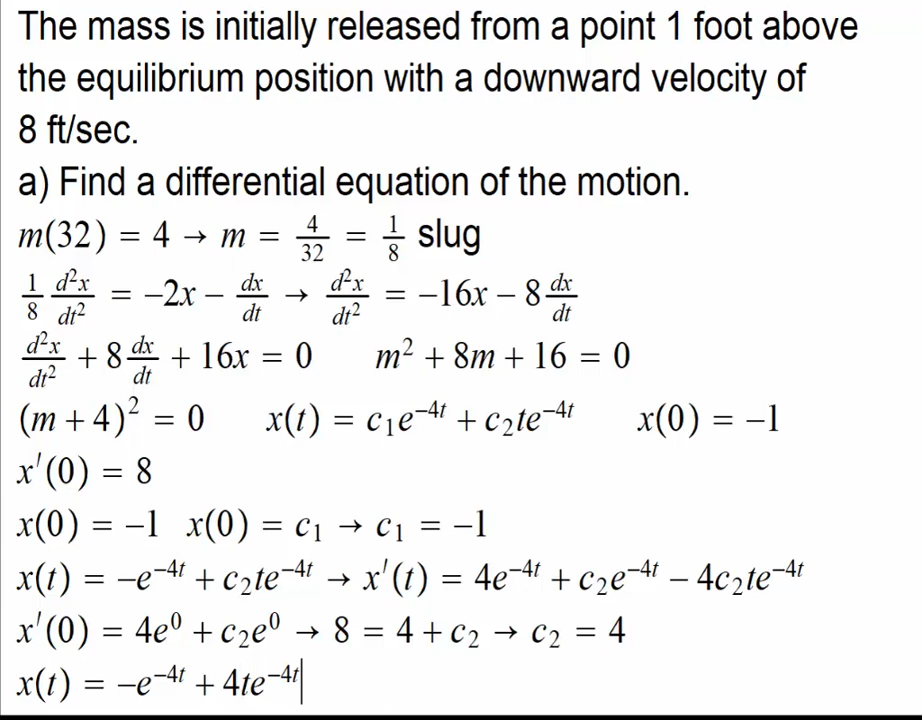 The mass is initially released from a point 1 foot above
the equilibrium position with a downward velocity of
8 ft/sec.
a) Find a differential equation of the motion.
m(32) = 4 → m = 4/32 = 1/8 slug
1/8 d²x/dt² = −2x − dx/dt → d²x/dt² = −16x − 8 dx/dt
d²x/dt² + 8 dx/dt + 16x = 0 m² + 8m + 16 = 0
(m + 4)² = 0 x(t) = c₁e⁻⁴ᵗ + c₂te⁻⁴ᵗ x(0) = −1
x′(0) = 8
x(0) = −1 x(0) = c₁ → c₁ = −1
x(t) = −e⁻⁴ᵗ + c₂te⁻⁴ᵗ → x′(t) = 4e⁻⁴ᵗ + c₂e⁻⁴ᵗ − 4c₂te⁻⁴ᵗ
x′(0) = 4e⁰ + c₂e⁰ → 8 = 4 + c₂ → c₂ = 4
x(t) = −e⁻⁴ᵗ + 4te⁻⁴ᵗ